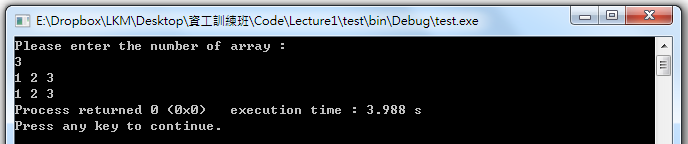 E:\Dropbox\LKM\Desktop\資工訓練班\Code\Lecture1\test\bin\Debug\test.exe
Please enter the number of array :
3
1 2 3
1 2 3
Process returned 0 (0x0)   execution time : 3.988 s
Press any key to continue.